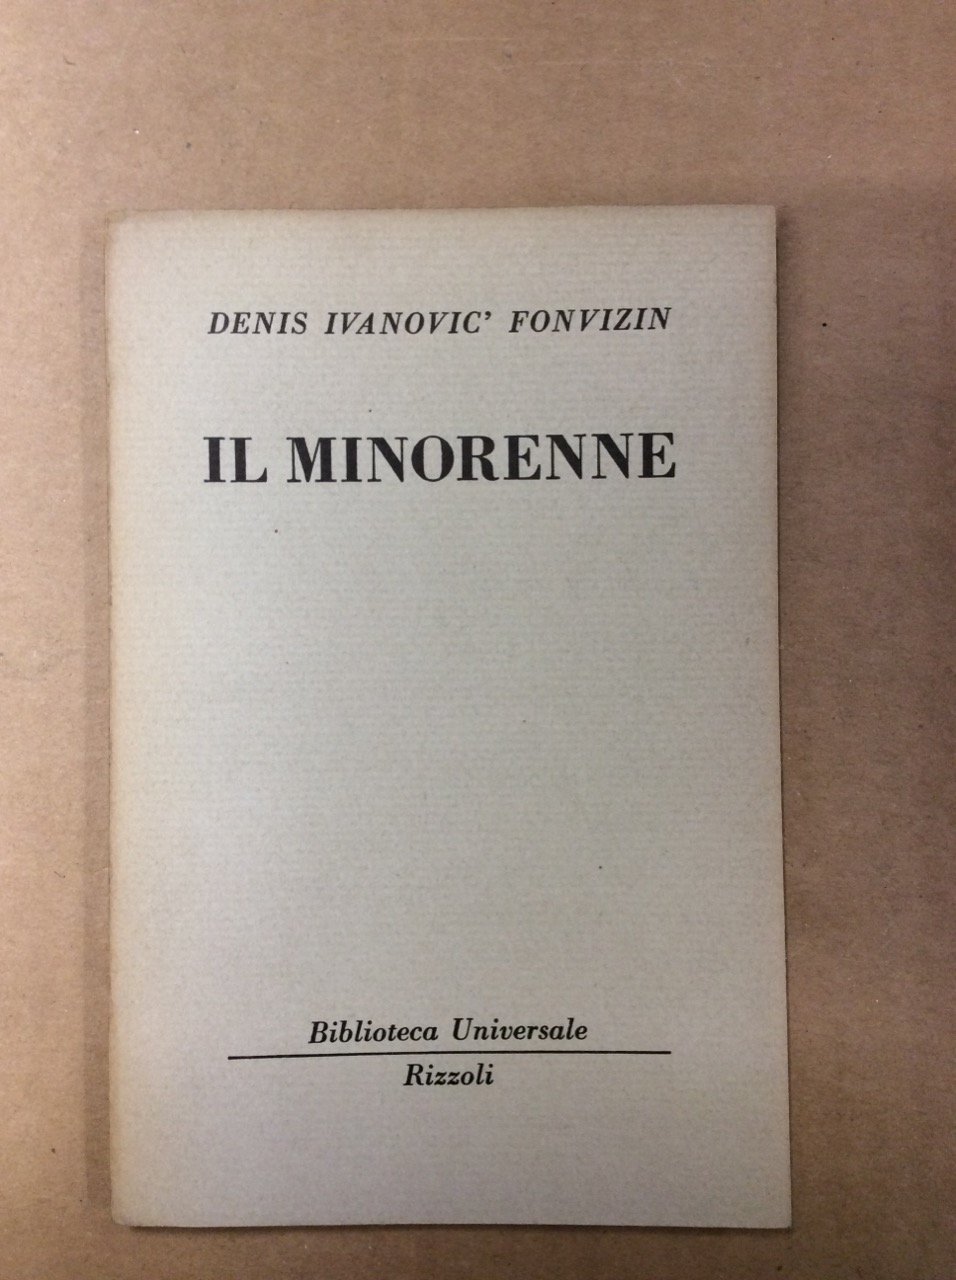 DENIS IVANOVIC' FONVIZIN
IL MINORENNE
Biblioteca Universale
Rizzoli